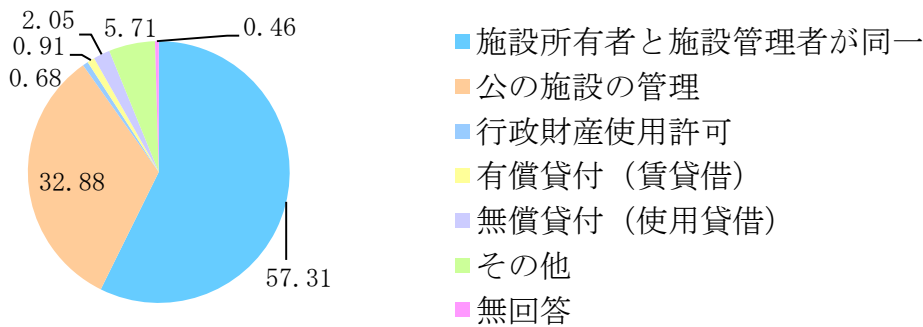 2.05
5.71
0.46
0.91
0.68
32.88
57.31
施設所有者と施設管理者が同一
公の施設の管理
行政財産使用許可
有償貸付（賃貸借）
無償貸付（使用貸借）
その他
無回答